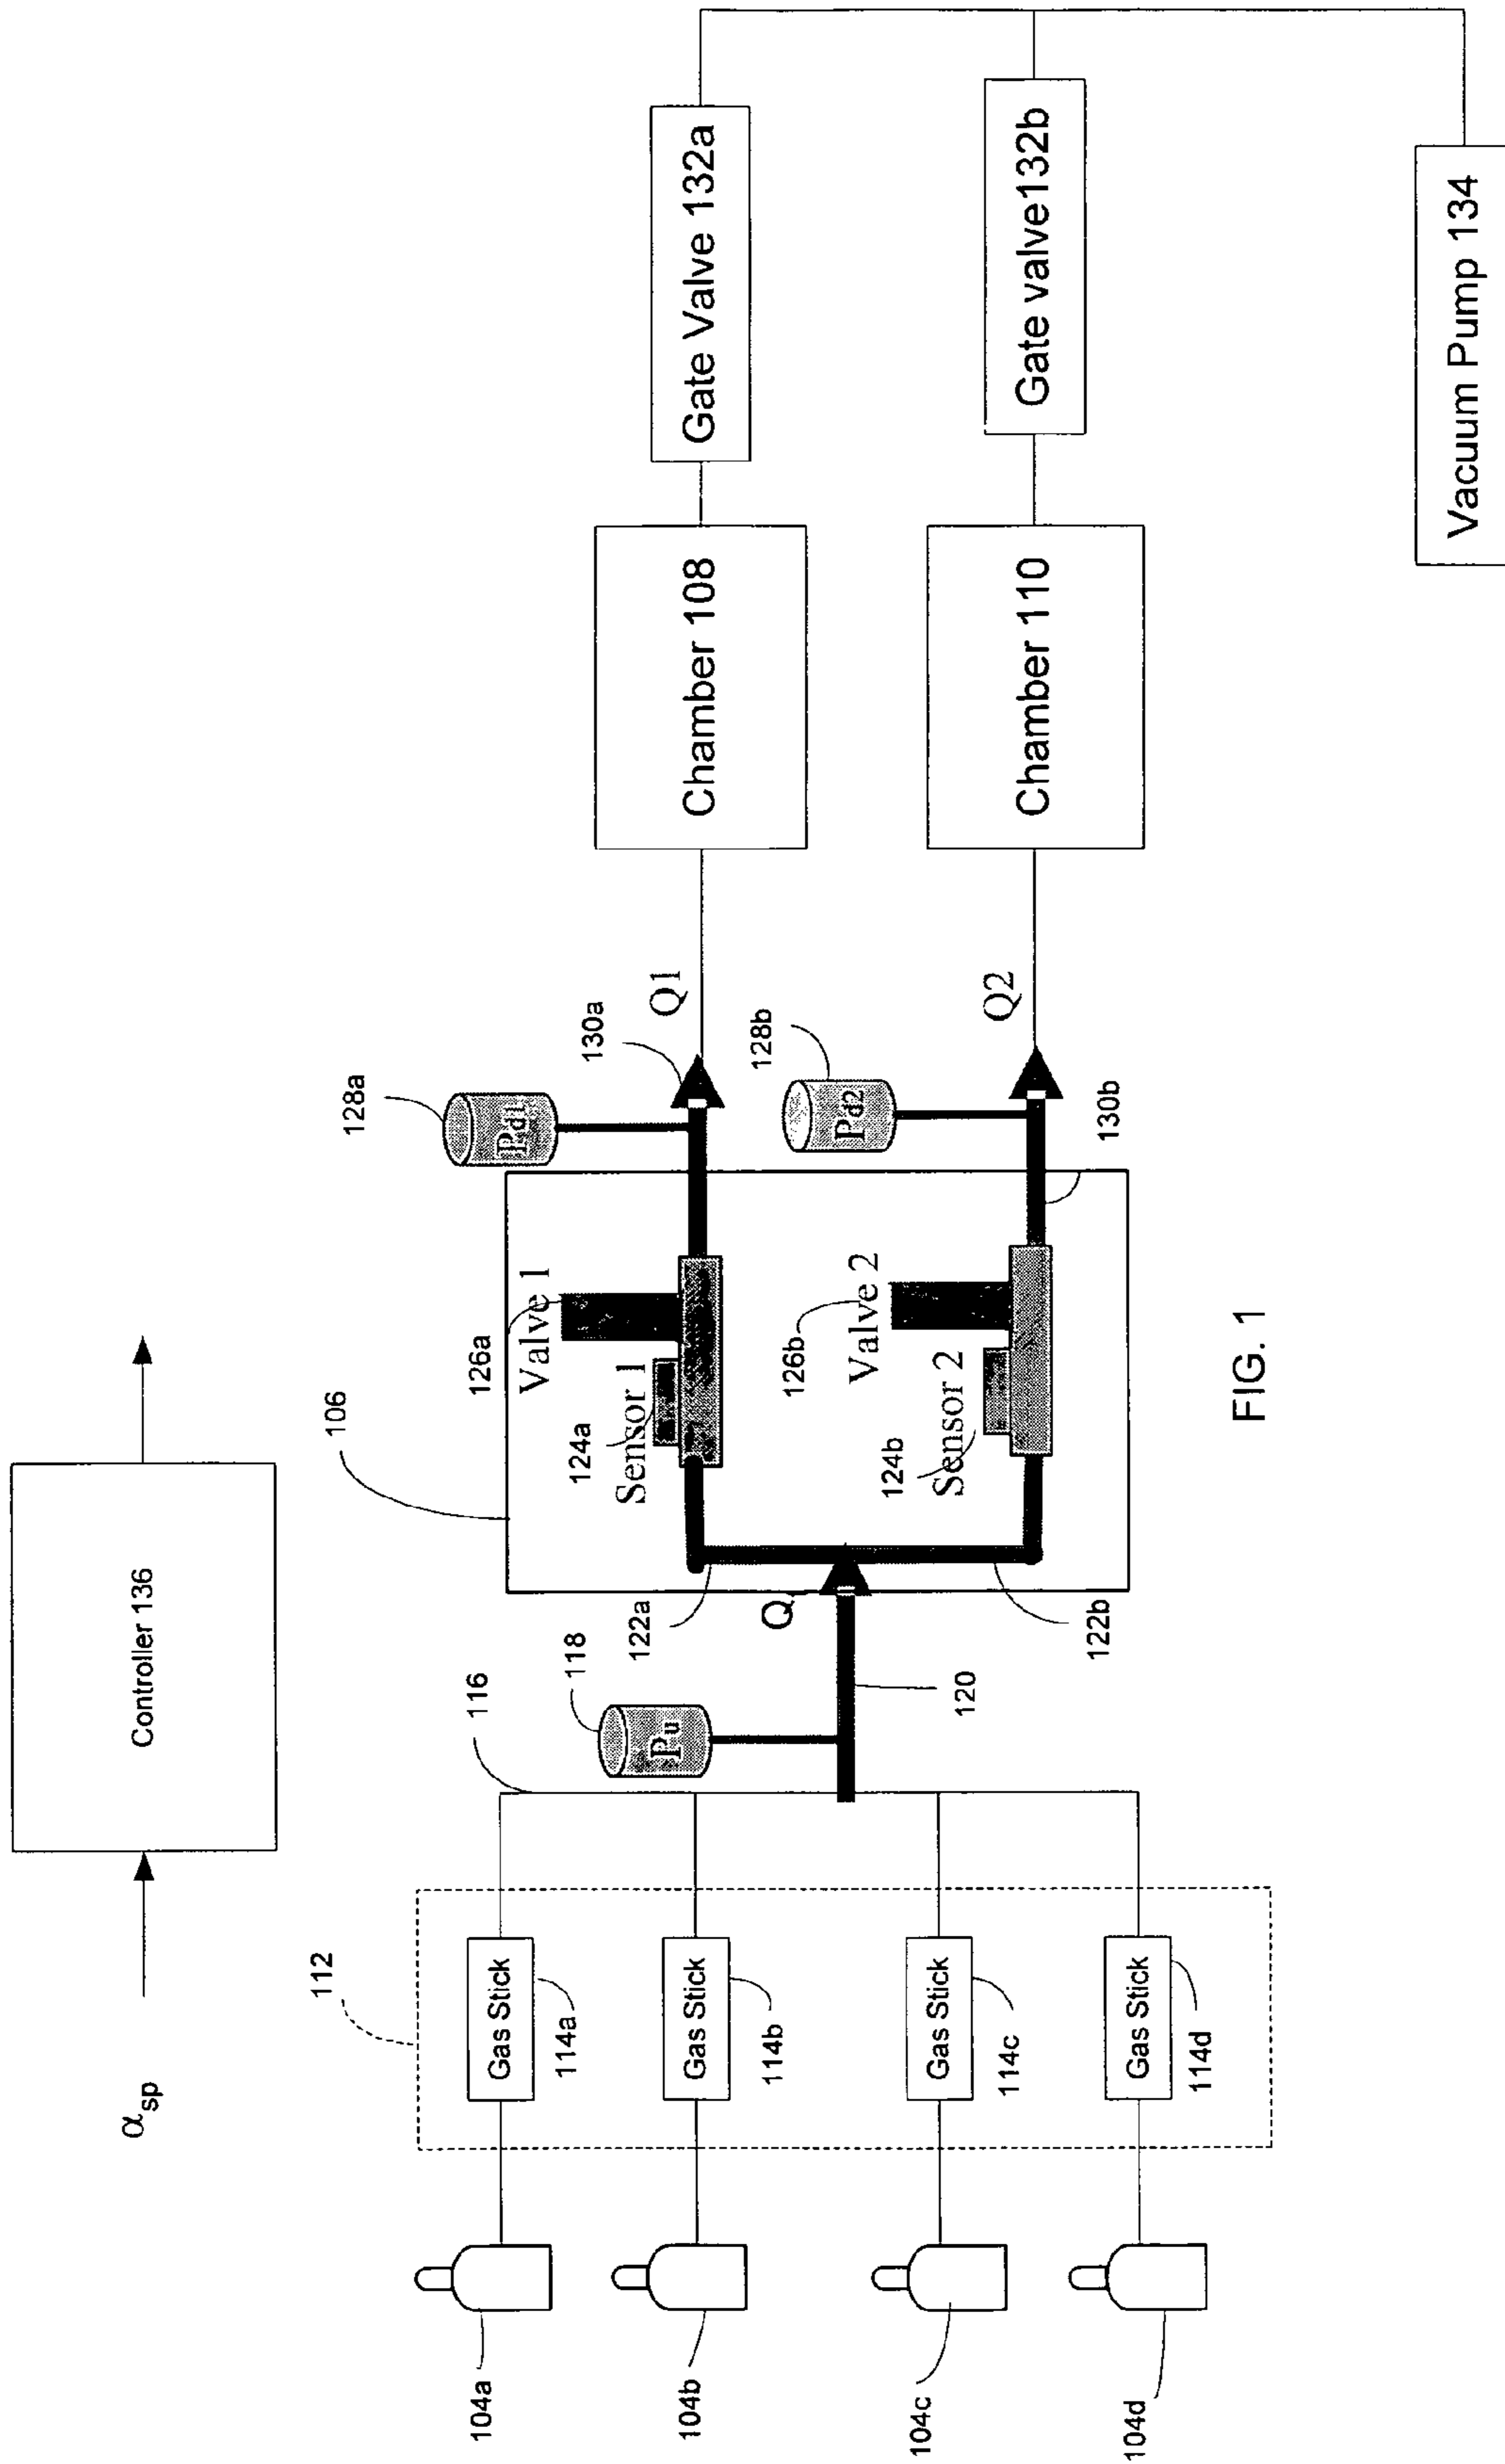 Controller 136
α_sp
106
112
116
118
Pu
Q
120
122a
122b
104a
104b
104c
104d
Gas Stick
114a
Gas Stick
114b
Gas Stick
114c
Gas Stick
114d
126a
Valve 1
124a
Sensor 1
126b
Valve 2
124b
Sensor 2
128a
Pd1
130a
Q1
128b
Pd2
130b
Q2
Chamber 108
Chamber 110
Gate Valve 132a
Gate valve132b
Vacuum Pump 134
FIG. 1